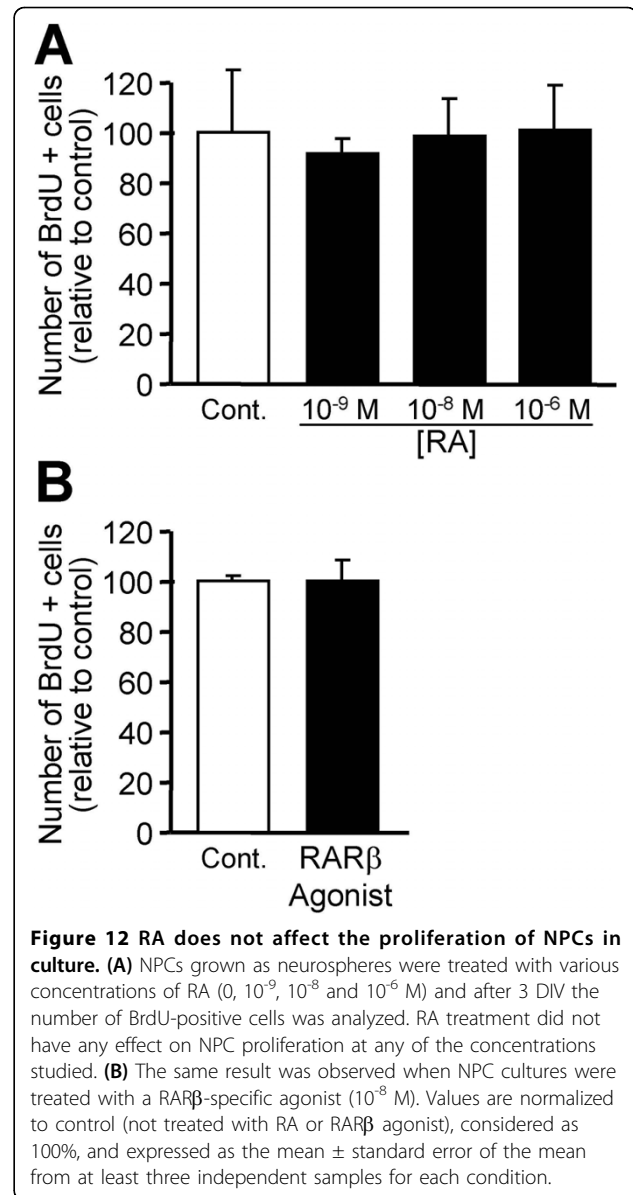 A
Number of BrdU + cells
(relative to control)
120
100
80
60
40
20
0
Cont.
10⁻⁹ M
10⁻⁸ M
10⁻⁶ M
[RA]
B
Number of BrdU + cells
(relative to control)
120
100
80
60
40
20
0
Cont.
RARβ
Agonist
Figure 12 RA does not affect the proliferation of NPCs in
culture. (A) NPCs grown as neurospheres were treated with various
concentrations of RA (0, 10⁻⁹, 10⁻⁸ and 10⁻⁶ M) and after 3 DIV the
number of BrdU-positive cells was analyzed. RA treatment did not
have any effect on NPC proliferation at any of the concentrations
studied. (B) The same result was observed when NPC cultures were
treated with a RARβ-specific agonist (10⁻⁸ M). Values are normalized
to control (not treated with RA or RARβ agonist), considered as
100%, and expressed as the mean ± standard error of the mean
from at least three independent samples for each condition.